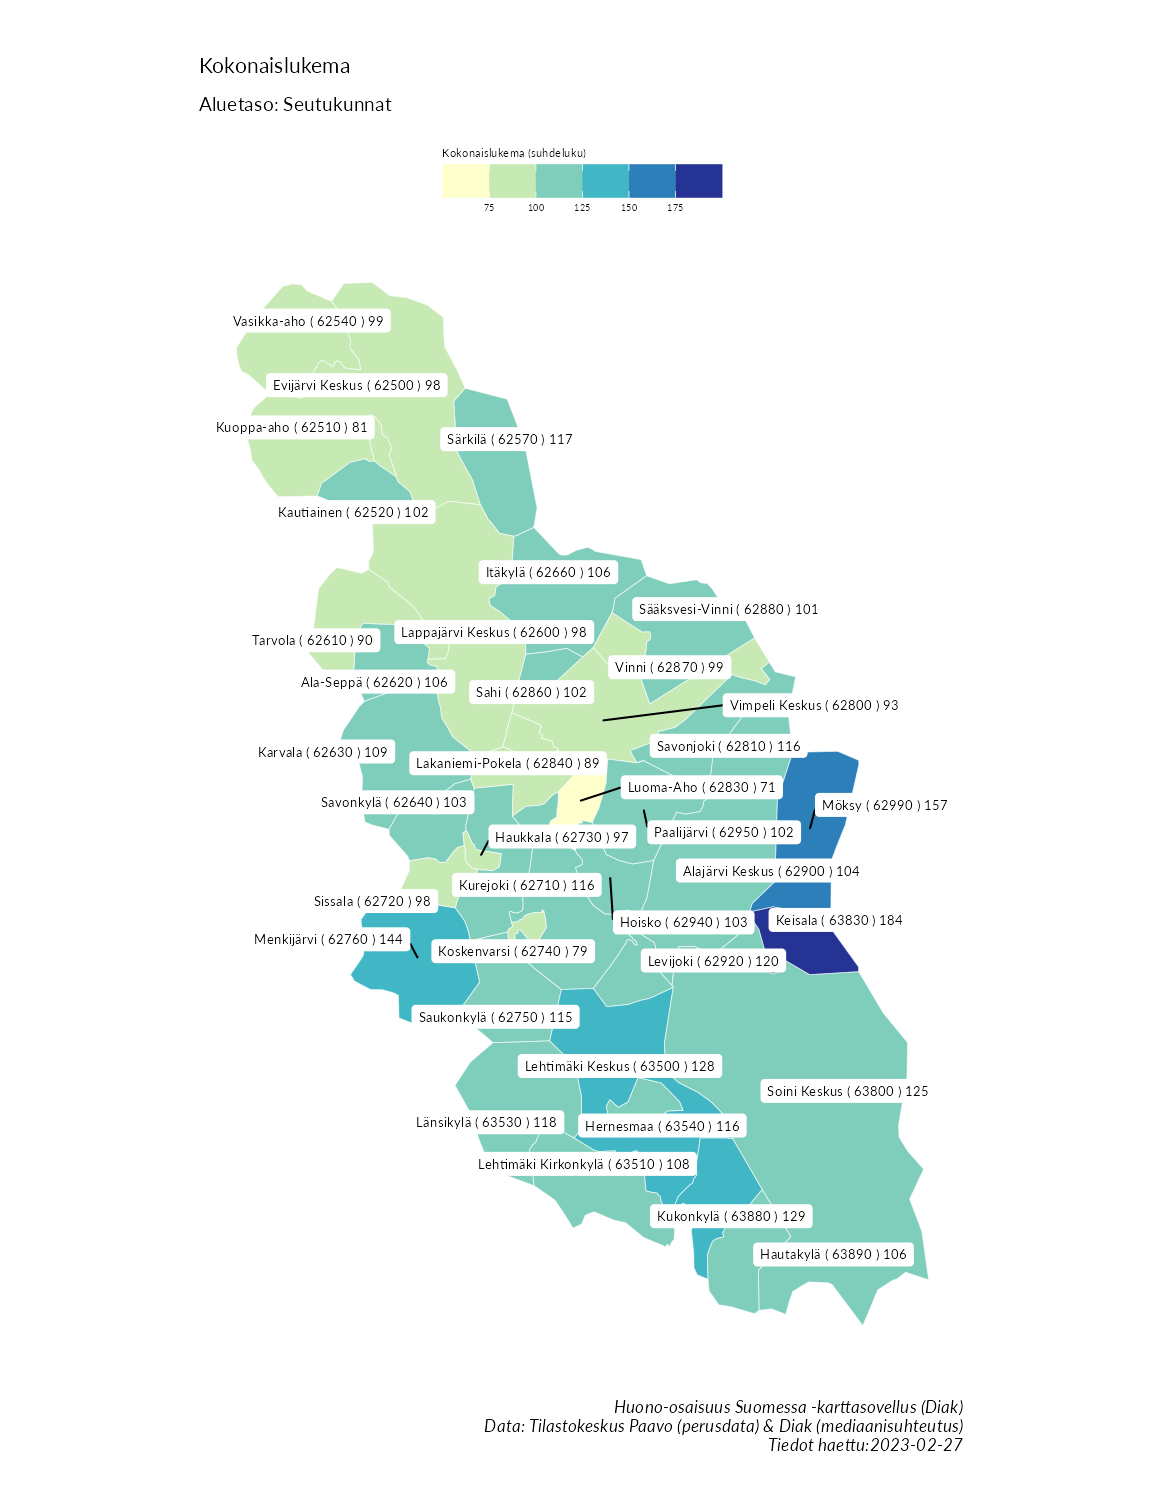 Kokonaislukema
Aluetaso: Seutukunnat
Kokonaislukema (suhdeluku)
75 100 125 150 175
Vasikka-aho ( 62540 ) 99
Evijärvi Keskus ( 62500 ) 98
Kuoppa-aho ( 62510 ) 81
Särkilä ( 62570 ) 117
Kautiainen ( 62520 ) 102
Itäkylä ( 62660 ) 106
Sääksvesi-Vinni ( 62880 ) 101
Lappajärvi Keskus ( 62600 ) 98
Tarvola ( 62610 ) 90
Vinni ( 62870 ) 99
Ala-Seppä ( 62620 ) 106
Sahi ( 62860 ) 102
Vimpeli Keskus ( 62800 ) 93
Savonjoki ( 62810 ) 116
Karvala ( 62630 ) 109
Lakaniemi-Pokela ( 62840 ) 89
Luoma-Aho ( 62830 ) 71
Savonkylä ( 62640 ) 103
Möksy ( 62990 ) 157
Paalijärvi ( 62950 ) 102
Haukkala ( 62730 ) 97
Alajärvi Keskus ( 62900 ) 104
Kurejoki ( 62710 ) 116
Sissala ( 62720 ) 98
Keisala ( 63830 ) 184
Hoisko ( 62940 ) 103
Menkijärvi ( 62760 ) 144
Koskenvarsi ( 62740 ) 79
Levijoki ( 62920 ) 120
Saukonkylä ( 62750 ) 115
Lehtimäki Keskus ( 63500 ) 128
Soini Keskus ( 63800 ) 125
Länsikylä ( 63530 ) 118
Hernesmaa ( 63540 ) 116
Lehtimäki Kirkonkylä ( 63510 ) 108
Kukonkylä ( 63880 ) 129
Hautakylä ( 63890 ) 106
Huono-osaisuus Suomessa -karttasovellus (Diak)
Data: Tilastokeskus Paavo (perusdata) & Diak (mediaanisuhteutus)
Tiedot haettu:2023-02-27